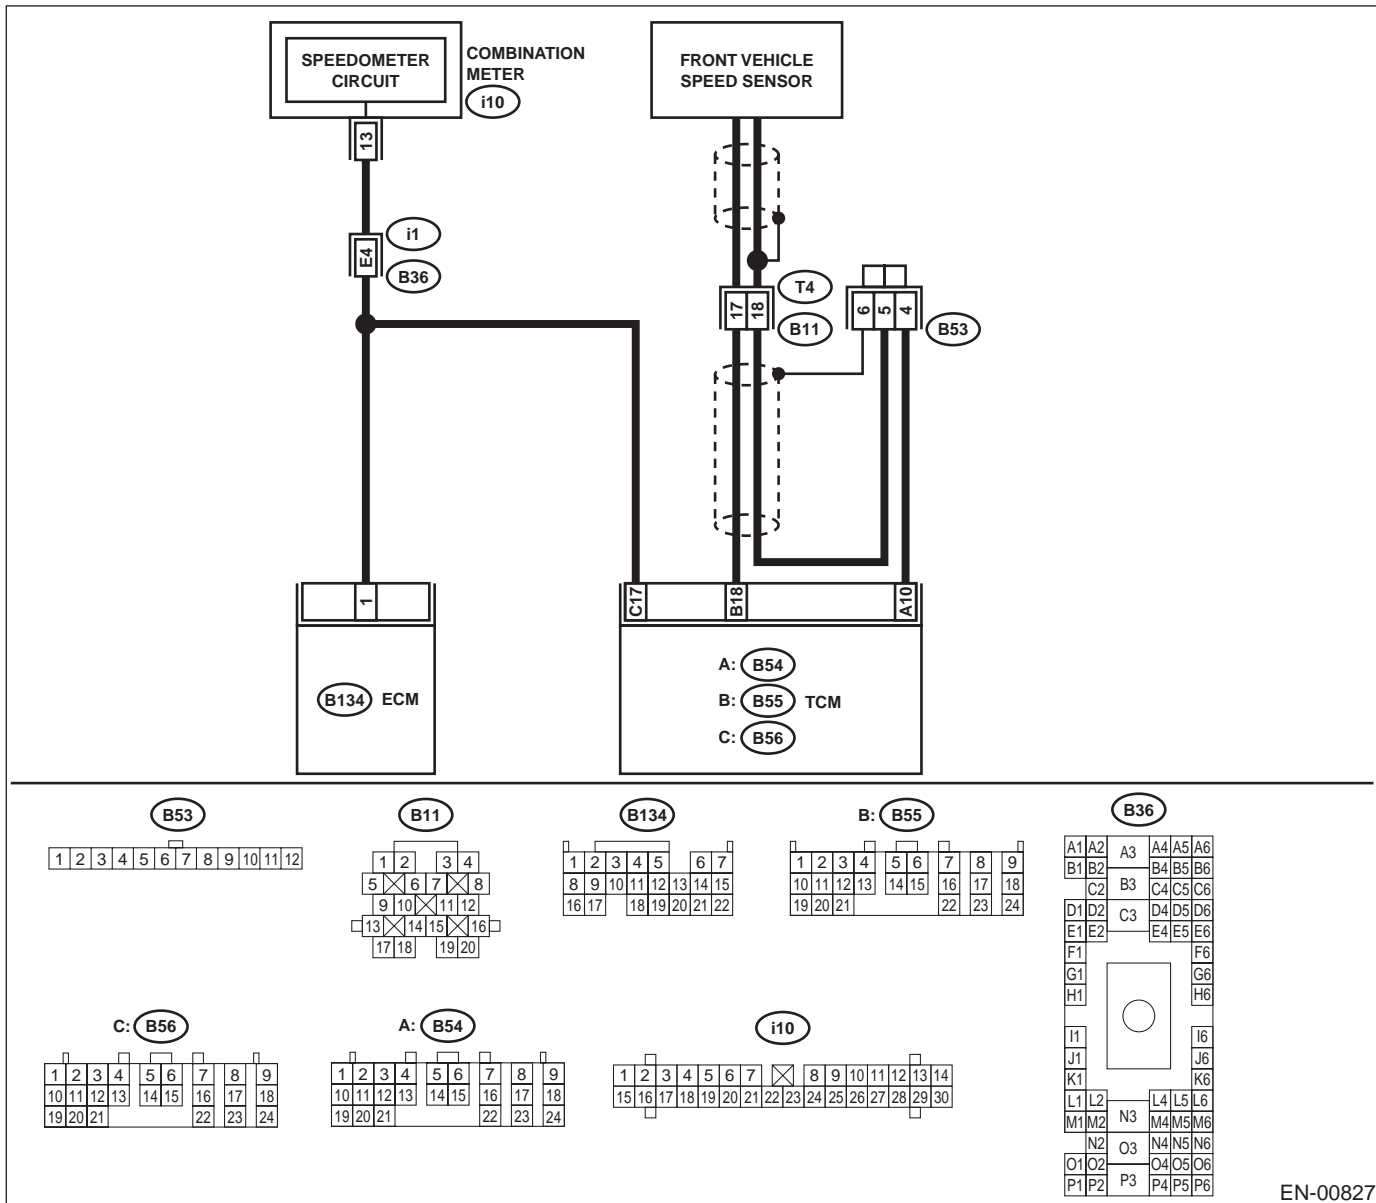 SPEEDOMETER
CIRCUIT
COMBINATION
METER
i10
FRONT VEHICLE
SPEED SENSOR
13
E4
i1
B36
17 18
T4
B11
6 5 4
B53
1
C17
B18
A10
B134 ECM
A: B54
B: B55 TCM
C: B56
B53
1 2 3 4 5 6 7 8 9 10 11 12
B11
1 2 3 4
5 6 7 8
9 10 11 12
13 14 15 16
17 18 19 20
B134
1 2 3 4 5 6 7
8 9 10 11 12 13 14 15
16 17 18 19 20 21 22
B: B55
1 2 3 4 5 6 7 8 9
10 11 12 13 14 15 16 17 18
19 20 21 22 23 24
B36
A1 A2 A3 A4 A5 A6
B1 B2 B3 B4 B5 B6
C2 C3 C4 C5 C6
D1 D2 D4 D5 D6
E1 E2 E4 E5 E6
F1 F6
G1 G6
H1 H6
I1 I6
J1 J6
K1 K6
L1 L2 L4 L5 L6
M1 M2 N3 M4 M5 M6
N2 O3 N4 N5 N6
O1 O2 O4 O5 O6
P1 P2 P3 P4 P5 P6
C: B56
1 2 3 4 5 6 7 8 9
10 11 12 13 14 15 16 17 18
19 20 21 22 23 24
A: B54
1 2 3 4 5 6 7 8 9
10 11 12 13 14 15 16 17 18
19 20 21 22 23 24
i10
1 2 3 4 5 6 7 8 9 10 11 12 13 14
15 16 17 18 19 20 21 22 23 24 25 26 27 28 29 30
EN-00827